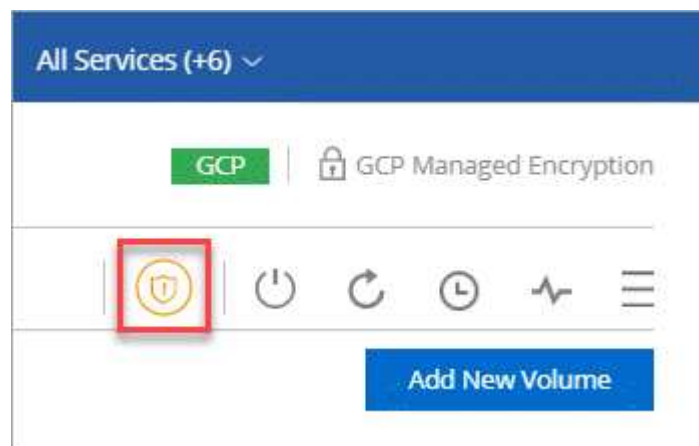 All Services (+6)
GCP
GCP Managed Encryption
Add New Volume